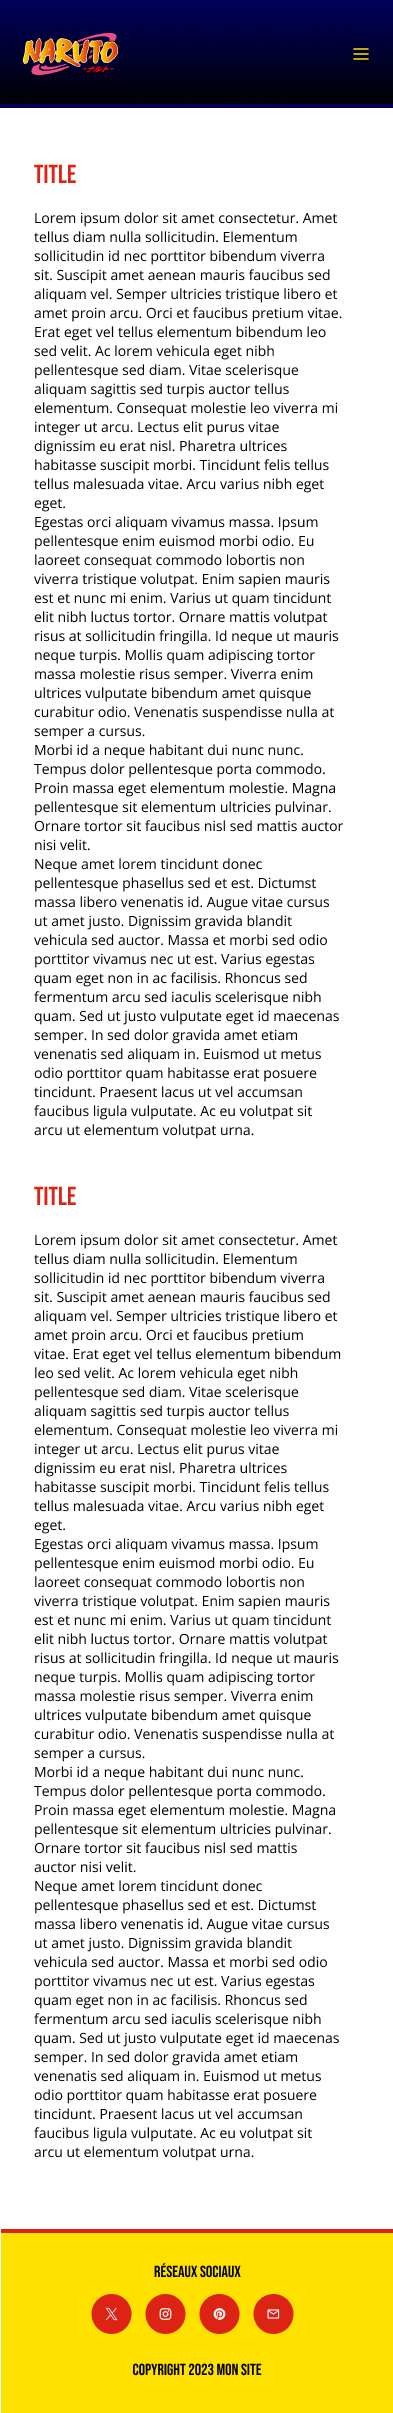 NARUTO
TITLE
Lorem ipsum dolor sit amet consectetur. Amet
tellus diam nulla sollicitudin. Elementum
sollicitudin id nec porttitor bibendum viverra
sit. Suscipit amet aenean mauris faucibus sed
aliquam vel. Semper ultricies tristique libero et
amet proin arcu. Orci et faucibus pretium vitae.
Erat eget vel tellus elementum bibendum leo
sed velit. Ac lorem vehicula eget nibh
pellentesque sed diam. Vitae scelerisque
aliquam sagittis sed turpis auctor tellus
elementum. Consequat molestie leo viverra mi
integer ut arcu. Lectus elit purus vitae
dignissim eu erat nisl. Pharetra ultrices
habitasse suscipit morbi. Tincidunt felis tellus
tellus malesuada vitae. Arcu varius nibh eget
eget.
Egestas orci aliquam vivamus massa. Ipsum
pellentesque enim euismod morbi odio. Eu
laoreet consequat commodo lobortis non
viverra tristique volutpat. Enim sapien mauris
est et nunc mi enim. Varius ut quam tincidunt
elit nibh luctus tortor. Ornare mattis volutpat
risus at sollicitudin fringilla. Id neque ut mauris
neque turpis. Mollis quam adipiscing tortor
massa molestie risus semper. Viverra enim
ultrices vulputate bibendum amet quisque
curabitur odio. Venenatis suspendisse nulla at
semper a cursus.
Morbi id a neque habitant dui nunc nunc.
Tempus dolor pellentesque porta commodo.
Proin massa eget elementum molestie. Magna
pellentesque sit elementum ultricies pulvinar.
Ornare tortor sit faucibus nisl sed mattis auctor
nisi velit.
Neque amet lorem tincidunt donec
pellentesque phasellus sed et est. Dictumst
massa libero venenatis id. Augue vitae cursus
ut amet justo. Dignissim gravida blandit
vehicula sed auctor. Massa et morbi sed odio
porttitor vivamus nec ut est. Varius egestas
quam eget non in ac facilisis. Rhoncus sed
fermentum arcu sed iaculis scelerisque nibh
quam. Sed ut justo vulputate eget id maecenas
semper. In sed dolor gravida amet etiam
venenatis sed aliquam in. Euismod ut metus
odio porttitor quam habitasse erat posuere
tincidunt. Praesent lacus ut vel accumsan
faucibus ligula vulputate. Ac eu volutpat sit
arcu ut elementum volutpat urna.
TITLE
Lorem ipsum dolor sit amet consectetur. Amet
tellus diam nulla sollicitudin. Elementum
sollicitudin id nec porttitor bibendum viverra
sit. Suscipit amet aenean mauris faucibus sed
aliquam vel. Semper ultricies tristique libero et
amet proin arcu. Orci et faucibus pretium
vitae. Erat eget vel tellus elementum bibendum
leo sed velit. Ac lorem vehicula eget nibh
pellentesque sed diam. Vitae scelerisque
aliquam sagittis sed turpis auctor tellus
elementum. Consequat molestie leo viverra mi
integer ut arcu. Lectus elit purus vitae
dignissim eu erat nisl. Pharetra ultrices
habitasse suscipit morbi. Tincidunt felis tellus
tellus malesuada vitae. Arcu varius nibh eget
eget.
Egestas orci aliquam vivamus massa. Ipsum
pellentesque enim euismod morbi odio. Eu
laoreet consequat commodo lobortis non
viverra tristique volutpat. Enim sapien mauris
est et nunc mi enim. Varius ut quam tincidunt
elit nibh luctus tortor. Ornare mattis volutpat
risus at sollicitudin fringilla. Id neque ut mauris
neque turpis. Mollis quam adipiscing tortor
massa molestie risus semper. Viverra enim
ultrices vulputate bibendum amet quisque
curabitur odio. Venenatis suspendisse nulla at
semper a cursus.
Morbi id a neque habitant dui nunc nunc.
Tempus dolor pellentesque porta commodo.
Proin massa eget elementum molestie. Magna
pellentesque sit elementum ultricies pulvinar.
Ornare tortor sit faucibus nisl sed mattis
auctor nisi velit.
Neque amet lorem tincidunt donec
pellentesque phasellus sed et est. Dictumst
massa libero venenatis id. Augue vitae cursus
ut amet justo. Dignissim gravida blandit
vehicula sed auctor. Massa et morbi sed odio
porttitor vivamus nec ut est. Varius egestas
quam eget non in ac facilisis. Rhoncus sed
fermentum arcu sed iaculis scelerisque nibh
quam. Sed ut justo vulputate eget id maecenas
semper. In sed dolor gravida amet etiam
venenatis sed aliquam in. Euismod ut metus
odio porttitor quam habitasse erat posuere
tincidunt. Praesent lacus ut vel accumsan
faucibus ligula vulputate. Ac eu volutpat sit
arcu ut elementum volutpat urna.
RÉSEAUX SOCIAUX
COPYRIGHT 2023 MON SITE